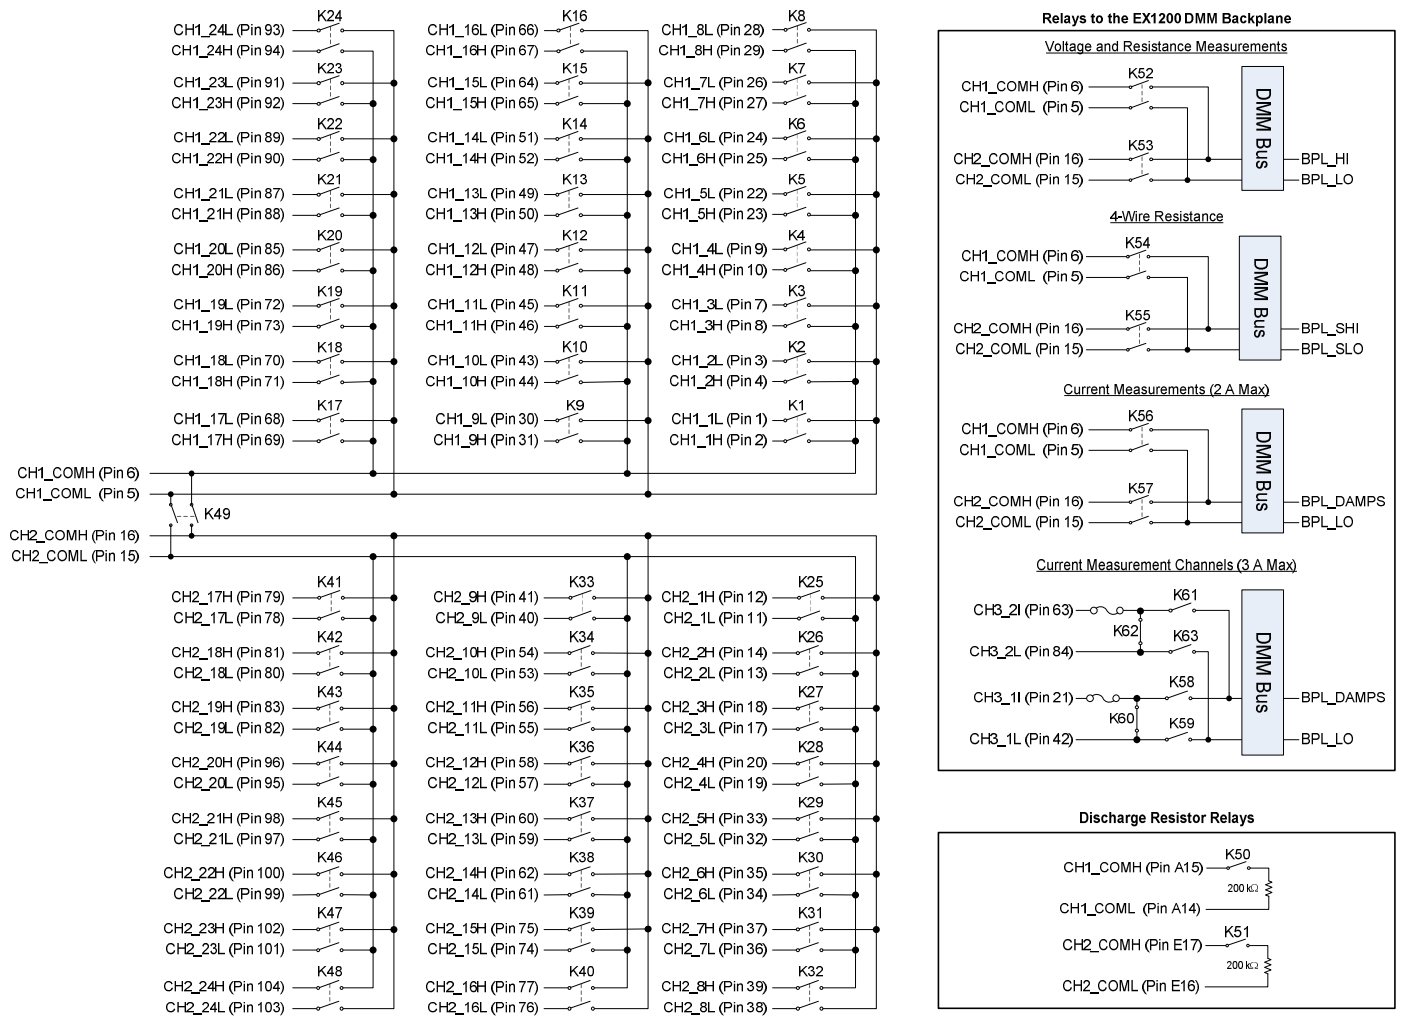 K24
CH1_24L (Pin 93)
CH1_24H (Pin 94)
K23
CH1_23L (Pin 91)
CH1_23H (Pin 92)
K22
CH1_22L (Pin 89)
CH1_22H (Pin 90)
K21
CH1_21L (Pin 87)
CH1_21H (Pin 88)
K20
CH1_20L (Pin 85)
CH1_20H (Pin 86)
K19
CH1_19L (Pin 72)
CH1_19H (Pin 73)
K18
CH1_18L (Pin 70)
CH1_18H (Pin 71)
K17
CH1_17L (Pin 68)
CH1_17H (Pin 69)
K16
CH1_16L (Pin 66)
CH1_16H (Pin 67)
K15
CH1_15L (Pin 64)
CH1_15H (Pin 65)
K14
CH1_14L (Pin 51)
CH1_14H (Pin 52)
K13
CH1_13L (Pin 49)
CH1_13H (Pin 50)
K12
CH1_12L (Pin 47)
CH1_12H (Pin 48)
K11
CH1_11L (Pin 45)
CH1_11H (Pin 46)
K10
CH1_10L (Pin 43)
CH1_10H (Pin 44)
K9
CH1_9L (Pin 30)
CH1_9H (Pin 31)
K8
CH1_8L (Pin 28)
CH1_8H (Pin 29)
K7
CH1_7L (Pin 26)
CH1_7H (Pin 27)
K6
CH1_6L (Pin 24)
CH1_6H (Pin 25)
K5
CH1_5L (Pin 22)
CH1_5H (Pin 23)
K4
CH1_4L (Pin 9)
CH1_4H (Pin 10)
K3
CH1_3L (Pin 7)
CH1_3H (Pin 8)
K2
CH1_2L (Pin 3)
CH1_2H (Pin 4)
K1
CH1_1L (Pin 1)
CH1_1H (Pin 2)
CH1_COMH (Pin 6)
CH1_COML (Pin 5)
K49
CH2_COMH (Pin 16)
CH2_COML (Pin 15)
K41
CH2_17H (Pin 79)
CH2_17L (Pin 78)
K42
CH2_18H (Pin 81)
CH2_18L (Pin 80)
K43
CH2_19H (Pin 83)
CH2_19L (Pin 82)
K44
CH2_20H (Pin 96)
CH2_20L (Pin 95)
K45
CH2_21H (Pin 98)
CH2_21L (Pin 97)
K46
CH2_22H (Pin 100)
CH2_22L (Pin 99)
K47
CH2_23H (Pin 102)
CH2_23L (Pin 101)
K48
CH2_24H (Pin 104)
CH2_24L (Pin 103)
K33
CH2_9H (Pin 41)
CH2_9L (Pin 40)
K34
CH2_10H (Pin 54)
CH2_10L (Pin 53)
K35
CH2_11H (Pin 56)
CH2_11L (Pin 55)
K36
CH2_12H (Pin 58)
CH2_12L (Pin 57)
K37
CH2_13H (Pin 60)
CH2_13L (Pin 59)
K38
CH2_14H (Pin 62)
CH2_14L (Pin 61)
K39
CH2_15H (Pin 75)
CH2_15L (Pin 74)
K40
CH2_16H (Pin 77)
CH2_16L (Pin 76)
K25
CH2_1H (Pin 12)
CH2_1L (Pin 11)
K26
CH2_2H (Pin 14)
CH2_2L (Pin 13)
K27
CH2_3H (Pin 18)
CH2_3L (Pin 17)
K28
CH2_4H (Pin 20)
CH2_4L (Pin 19)
K29
CH2_5H (Pin 33)
CH2_5L (Pin 32)
K30
CH2_6H (Pin 35)
CH2_6L (Pin 34)
K31
CH2_7H (Pin 37)
CH2_7L (Pin 36)
K32
CH2_8H (Pin 39)
CH2_8L (Pin 38)
Relays to the EX1200 DMM Backplane
Voltage and Resistance Measurements
K52
CH1_COMH (Pin 6)
CH1_COML (Pin 5)
K53
CH2_COMH (Pin 16)
CH2_COML (Pin 15)
DMM Bus
BPL_HI
BPL_LO
4-Wire Resistance
K54
CH1_COMH (Pin 6)
CH1_COML (Pin 5)
K55
CH2_COMH (Pin 16)
CH2_COML (Pin 15)
DMM Bus
BPL_SHI
BPL_SLO
Current Measurements (2 A Max)
K56
CH1_COMH (Pin 6)
CH1_COML (Pin 5)
K57
CH2_COMH (Pin 16)
CH2_COML (Pin 15)
DMM Bus
BPL_DAMPS
BPL_LO
Current Measurement Channels (3 A Max)
K61
CH3_2I (Pin 63)
K62
K63
CH3_2L (Pin 84)
K58
CH3_1I (Pin 21)
K60
K59
CH3_1L (Pin 42)
DMM Bus
BPL_DAMPS
BPL_LO
Discharge Resistor Relays
K50
CH1_COMH (Pin A15)
200 kΩ
CH1_COML (Pin A14)
K51
CH2_COMH (Pin E17)
200 kΩ
CH2_COML (Pin E16)